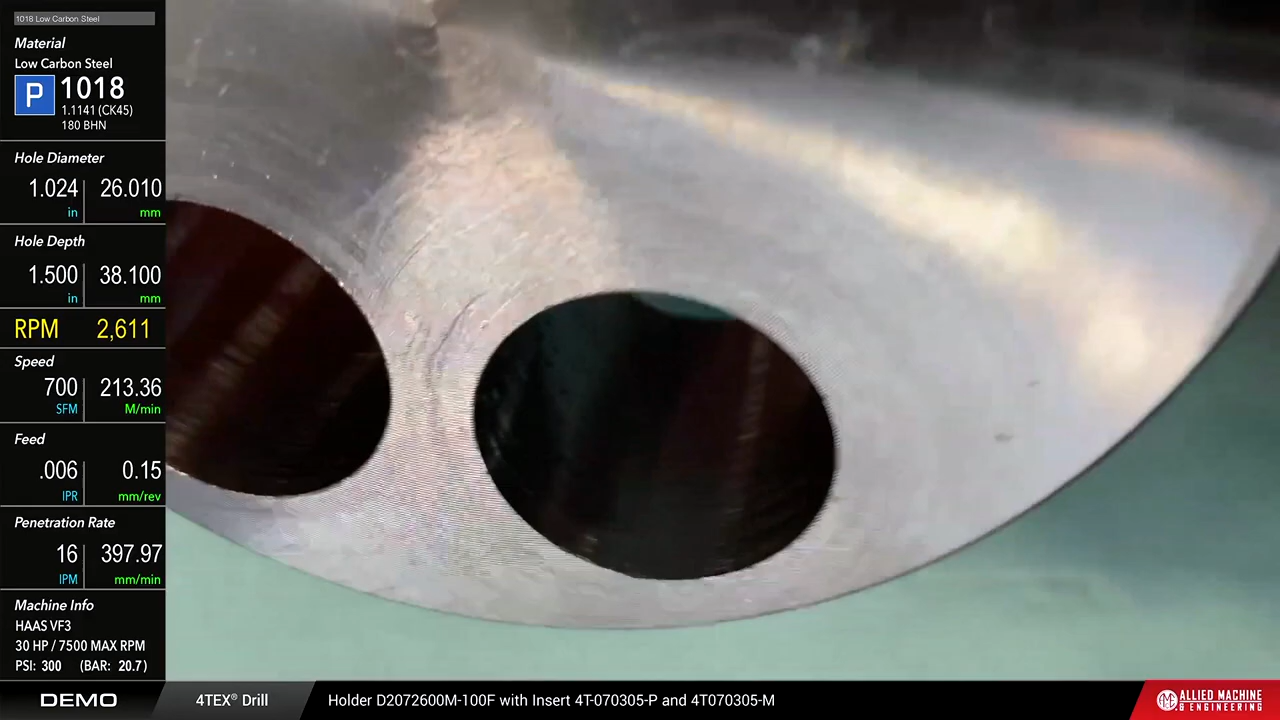 1018 Low Carbon Steel
Material
Low Carbon Steel
P 1018
1.1141 (CK45)
180 BHN
Hole Diameter
1.024 26.010
in mm
Hole Depth
1.500 38.100
in mm
RPM 2,611
Speed
700 213.36
SFM M/min
Feed
.006 0.15
IPR mm/rev
Penetration Rate
16 397.97
IPM mm/min
Machine Info
HAAS VF3
30 HP / 7500 MAX RPM
PSI: 300 (BAR: 20.7)
DEMO
4TEX® Drill
Holder D2072600M-100F with Insert 4T-070305-P and 4T070305-M
ALLIED MACHINE
& ENGINEERING